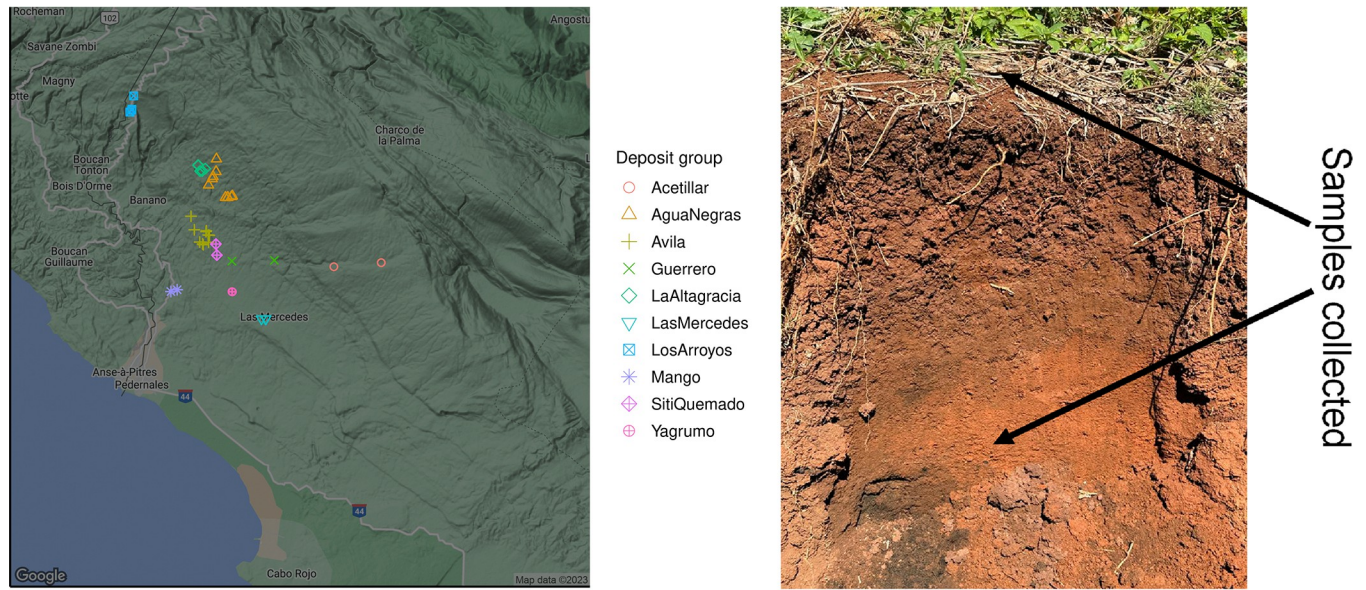 Rocheman
102
Angostu
Savane Zombi
Magny
otte
Charco de
la Palma
Boucan
Tonton
Bois D'Orme
Banano
Boucan
Guillaume
Las Mercedes
Anse-à-Pitres
Pedernales
44
44
Cabo Rojo
Google
Map data ©2023
Deposit group
Acetillar
AguaNegras
Avila
Guerrero
LaAltagracia
LasMercedes
LosArroyos
Mango
SitiQuemado
Yagrumo
Samples collected